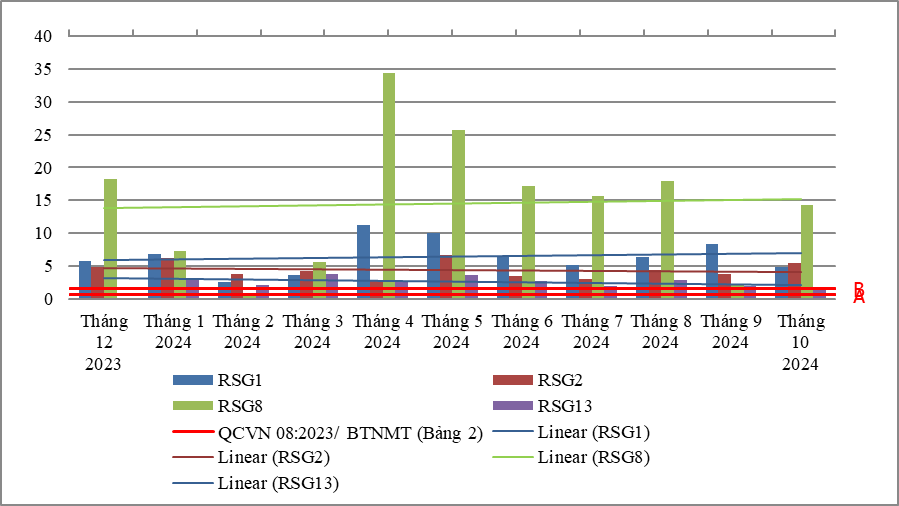 40
35
30
25
20
15
10
5
0
B
A
Tháng 12 2023
Tháng 1 2024
Tháng 2 2024
Tháng 3 2024
Tháng 4 2024
Tháng 5 2024
Tháng 6 2024
Tháng 7 2024
Tháng 8 2024
Tháng 9 2024
Tháng 10 2024
RSG1
RSG2
RSG8
RSG13
QCVN 08:2023/ BTNMT (Bảng 2)
Linear (RSG1)
Linear (RSG2)
Linear (RSG8)
Linear (RSG13)